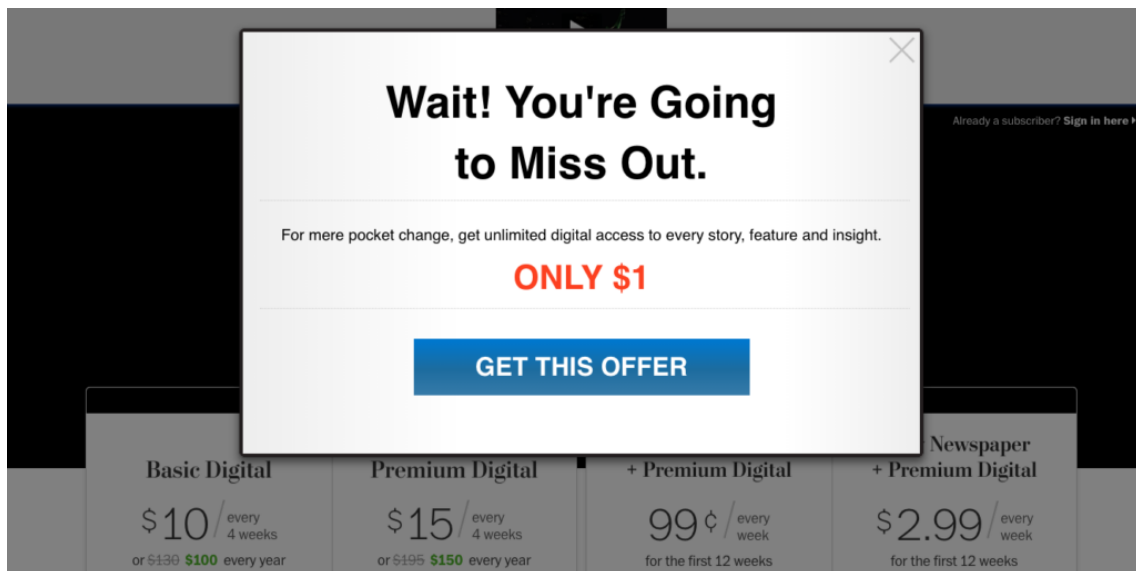 Already a subscriber? Sign in here
Wait! You're Going
to Miss Out.
For mere pocket change, get unlimited digital access to every story, feature and insight.
ONLY $1
GET THIS OFFER
Basic Digital
$10/every
4 weeks
or $130 $100 every year
Premium Digital
$15/every
4 weeks
or $195 $150 every year
+ Premium Digital
99¢/every
week
for the first 12 weeks
Newspaper
+ Premium Digital
$2.99/every
week
for the first 12 weeks